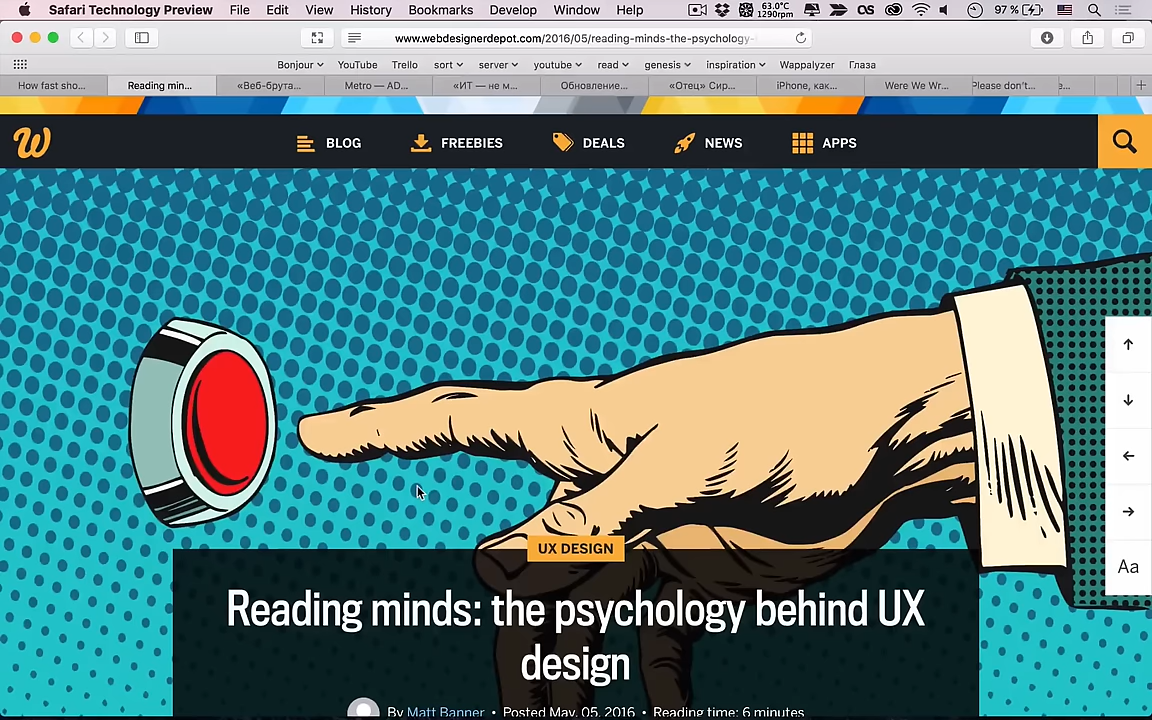 Safari Technology Preview File Edit View History Bookmarks Develop Window Help 63.0°C 1290rpm 97 %
www.webdesignerdepot.com/2016/05/reading-minds-the-psychology-
Bonjour YouTube Trello sort server youtube read genesis inspiration Wappalyzer Глаза
How fast sho... Reading min... «Веб-брута... Metro — AD... «ИТ — не м... Обновление... «Отец» Сир... iPhone, как... Were We Wr... Please don't... e...
W BLOG FREEBIES DEALS NEWS APPS
Aa
UX DESIGN
Reading minds: the psychology behind UX
design
By Matt Banner • Posted May. 05, 2016 • Reading time: 6 minutes